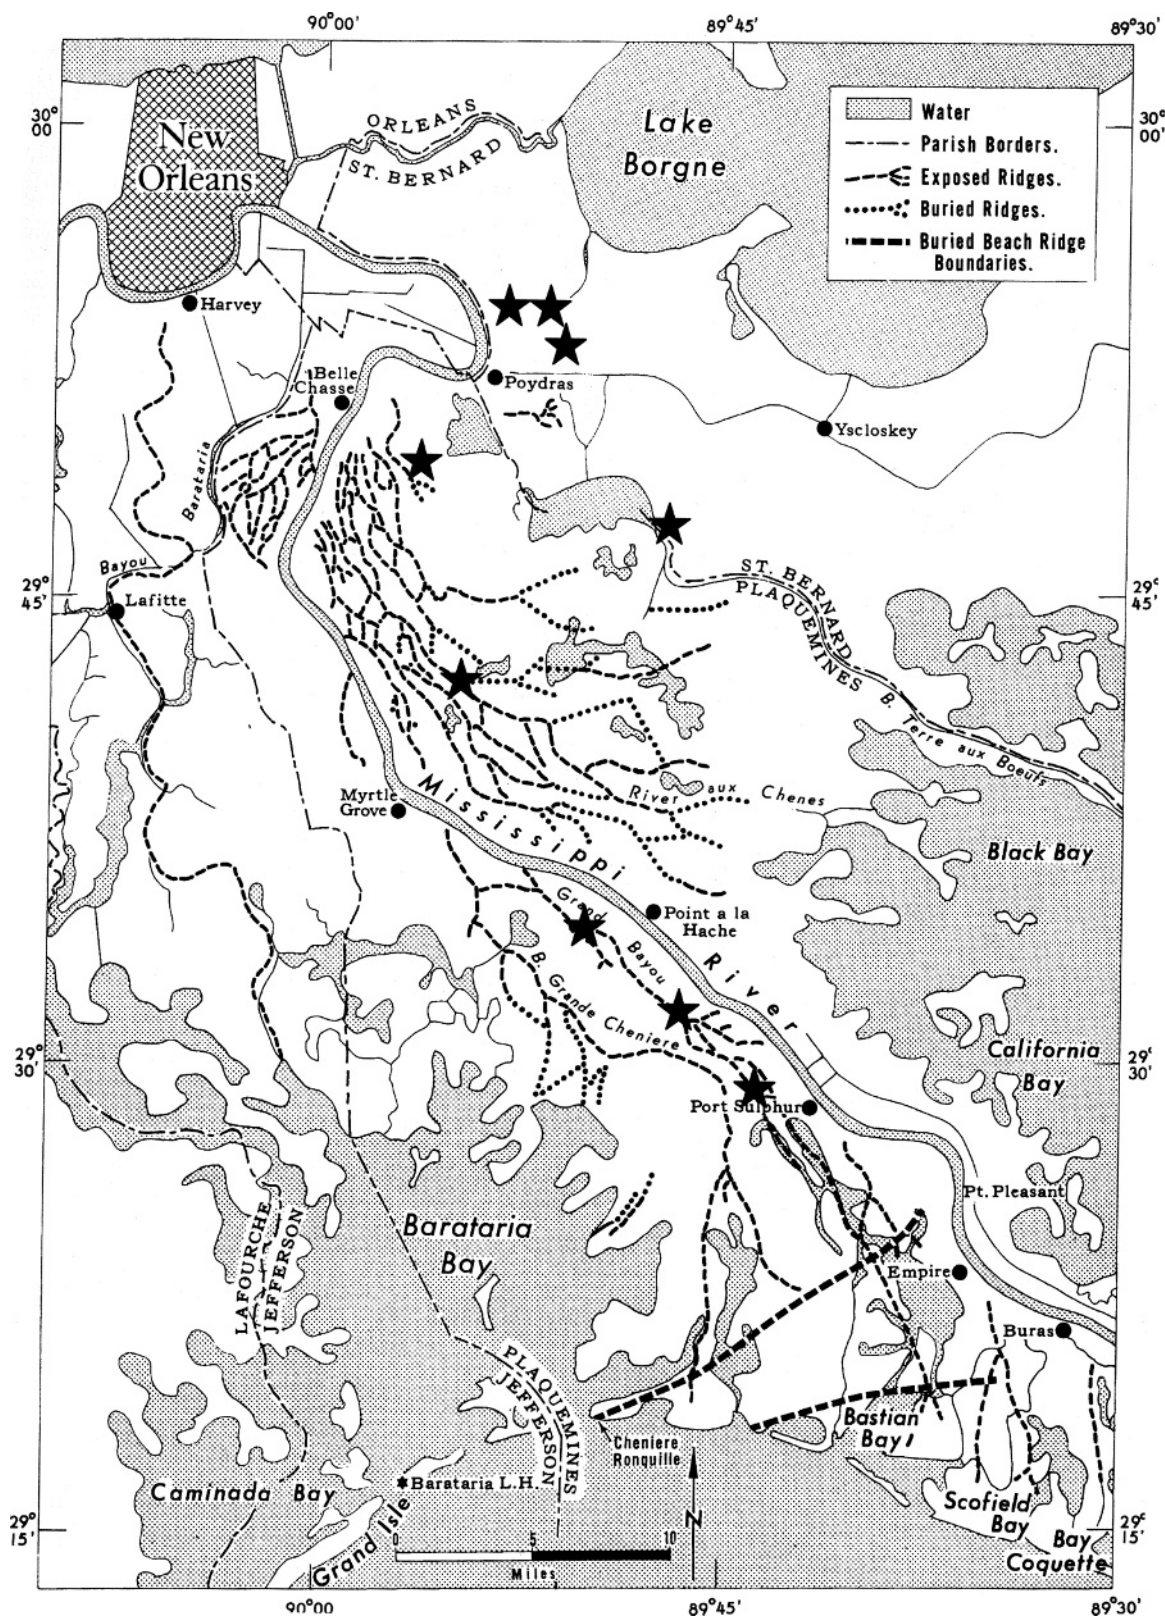 90°00'
89°45'
89°30'
30°
00
30°
00'
New
Orleans
ORLEANS
ST. BERNARD
Lake
Borgne
Water
Parish Borders.
Exposed Ridges.
Buried Ridges.
Buried Beach Ridge
Boundaries.
Harvey
Belle
Chasse
Poydras
Yscloskey
Barataria
Bayou
29°
45'
Lafitte
ST. BERNARD
PLAQUEMINES
29°
45'
B. Terre aux Boeufs
Myrtle
Grove
Mississippi
River
River aux Chenes
Black Bay
Grand
Bayou
Point a la
Hache
B. Grande Cheniere
29°
30'
California
Bay
30'
Port Sulphur
Pt. Pleasant
LAFOURCHE
JEFFERSON
Barataria
Bay
Empire
Buras
PLAQUEMINES
JEFFERSON
Bastian
Bay
Cheniere
Ronquille
Caminada Bay
Barataria L.H.
Grand Isle
Scofield
Bay
Bay
Coquette
29°
15'
0
5
10
Miles
N
15'
90°00'
89°45'
89°30'